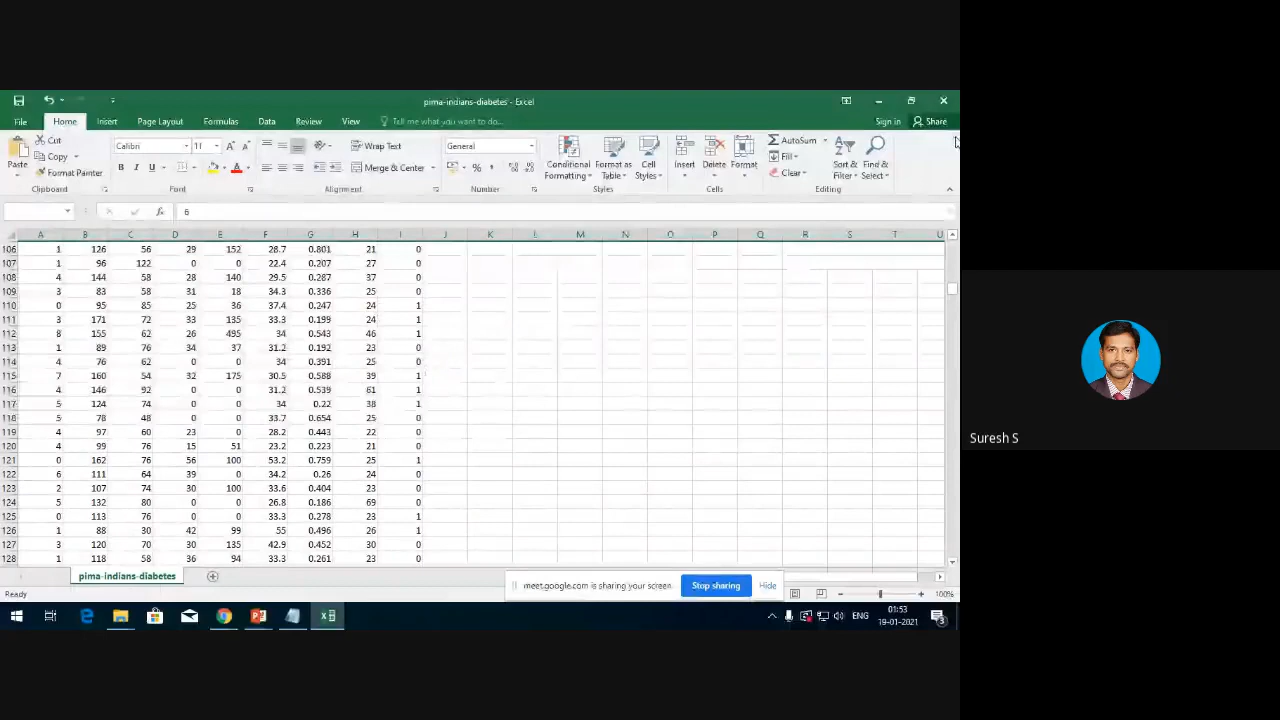 pima-indians-diabetes - Excel
File Home Insert Page Layout Formulas Data Review View Tell me what you want to do... Sign in Share
Paste Cut Copy Format Painter Clipboard
Calibri 11 B I U A A A Font
Wrap Text Merge & Center Alignment
General % , Number
Conditional Formatting Format as Table Cell Styles Styles
Insert Delete Format Cells
AutoSum Fill Clear Sort & Filter Find & Select Editing
fx 6
A B C D E F G H I J K L M N O P Q R S T U
106 1 126 56 29 152 28.7 0.801 21 0
107 1 96 122 0 0 22.4 0.207 27 0
108 4 144 58 28 140 29.5 0.287 37 0
109 3 83 58 31 18 34.3 0.336 25 0
110 0 95 85 25 36 37.4 0.247 24 1
111 3 171 72 33 135 33.3 0.199 24 1
112 8 155 62 26 495 34 0.543 46 1
113 1 89 76 34 37 31.2 0.192 23 0
114 4 76 62 0 0 34 0.391 25 0
115 7 160 54 32 175 30.5 0.588 39 1
116 4 146 92 0 0 31.2 0.539 61 1
117 5 124 74 0 0 34 0.22 38 1
118 5 78 48 0 0 33.7 0.654 25 0
119 4 97 60 23 0 28.2 0.443 22 0
120 4 99 76 15 51 23.2 0.223 21 0
121 0 162 76 56 100 53.2 0.759 25 1
122 6 111 64 39 0 34.2 0.26 24 0
123 2 107 74 30 100 33.6 0.404 23 0
124 5 132 80 0 0 26.8 0.186 69 0
125 0 113 76 0 0 33.3 0.278 23 1
126 1 88 30 42 99 55 0.496 26 1
127 3 120 70 30 135 42.9 0.452 30 0
128 1 118 58 36 94 33.3 0.261 23 0
pima-indians-diabetes
meet.google.com is sharing your screen. Stop sharing Hide
Ready 100%
ENG 01:53
19-01-2021 3
Suresh S